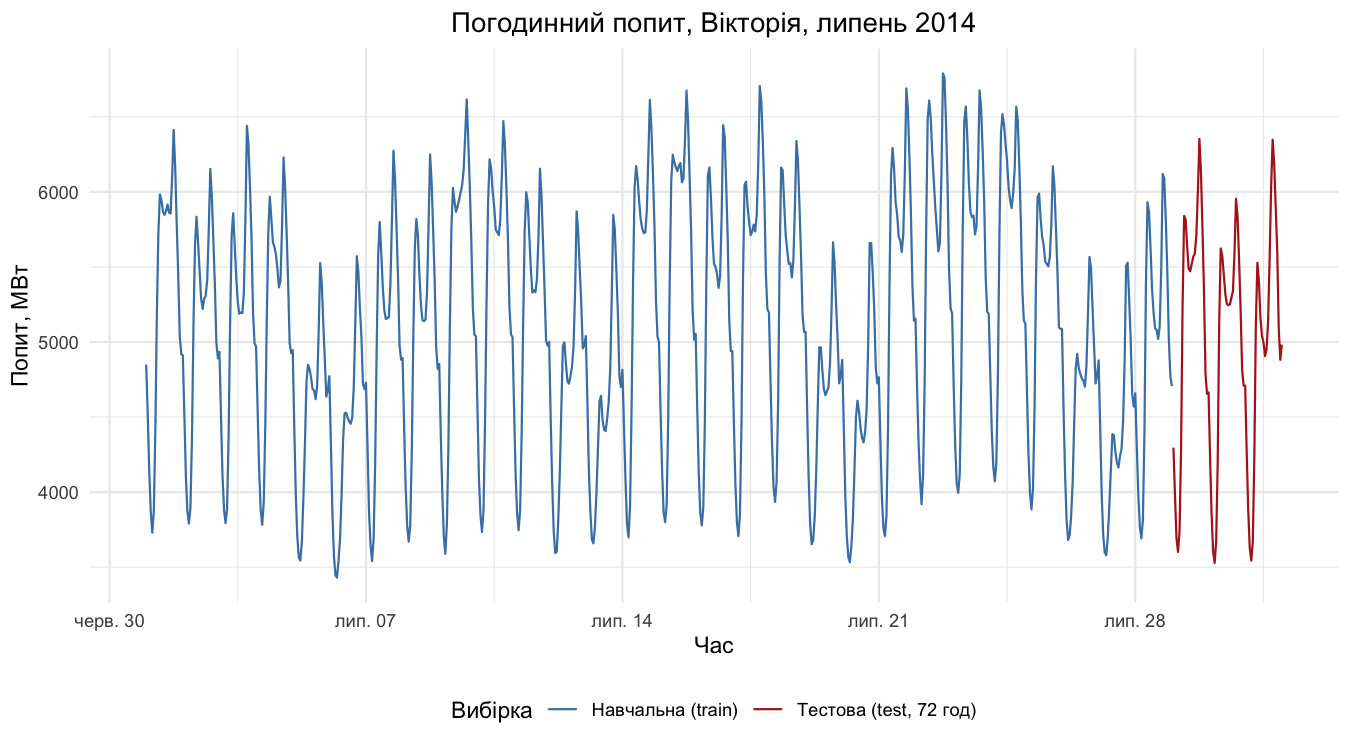 Погодинний попит, Вікторія, липень 2014
Попит, МВт
6000
5000
4000
черв. 30
лип. 07
лип. 14
лип. 21
лип. 28
Час
Вибірка
Навчальна (train)
Тестова (test, 72 год)